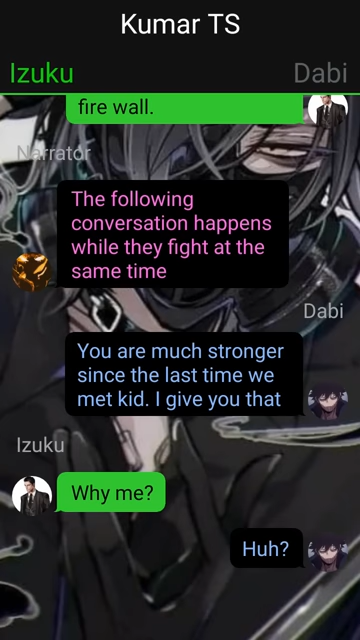 Kumar TS
Izuku
Dabi
fire wall.
Narrator
The following
conversation happens
while they fight at the
same time
Dabi
You are much stronger
since the last time we
met kid. I give you that
Izuku
Why me?
Huh?